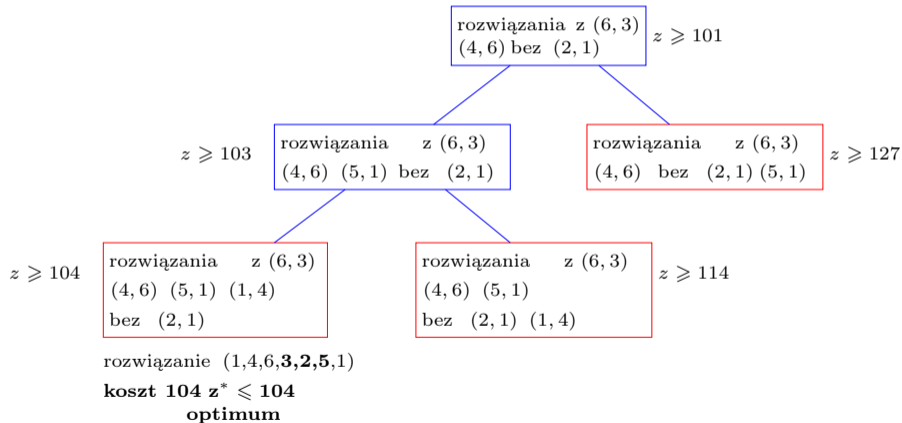 rozwiązania z (6, 3)
(4, 6) bez (2, 1)
z ⩾ 101
z ⩾ 103
rozwiązania z (6, 3)
(4, 6) (5, 1) bez (2, 1)
rozwiązania z (6, 3)
(4, 6) bez (2, 1) (5, 1)
z ⩾ 127
z ⩾ 104
rozwiązania z (6, 3)
(4, 6) (5, 1) (1, 4)
bez (2, 1)
rozwiązania z (6, 3)
(4, 6) (5, 1)
bez (2, 1) (1, 4)
z ⩾ 114
rozwiązanie (1,4,6,3,2,5,1)
koszt 104 z* ⩽ 104
optimum